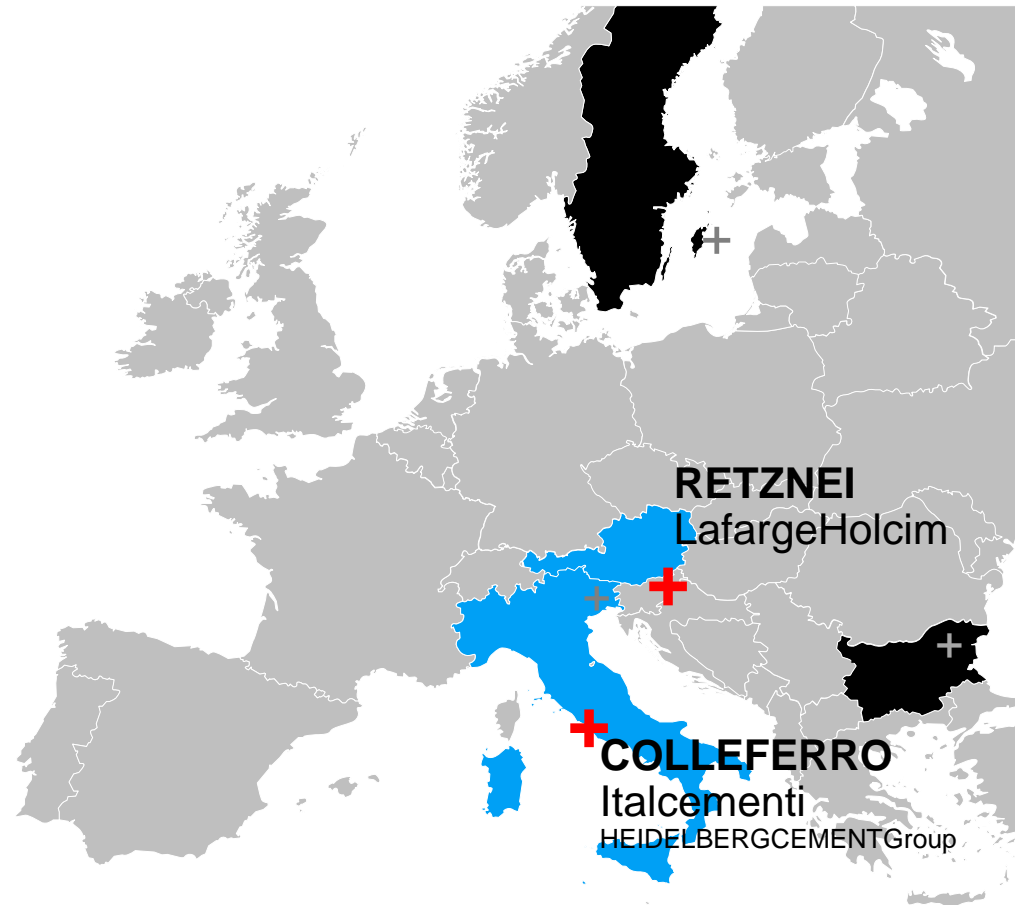 RETZNEI
LafargeHolcim
COLLEFERRO
Italcementi
HEIDELBERGCEMENTGroup